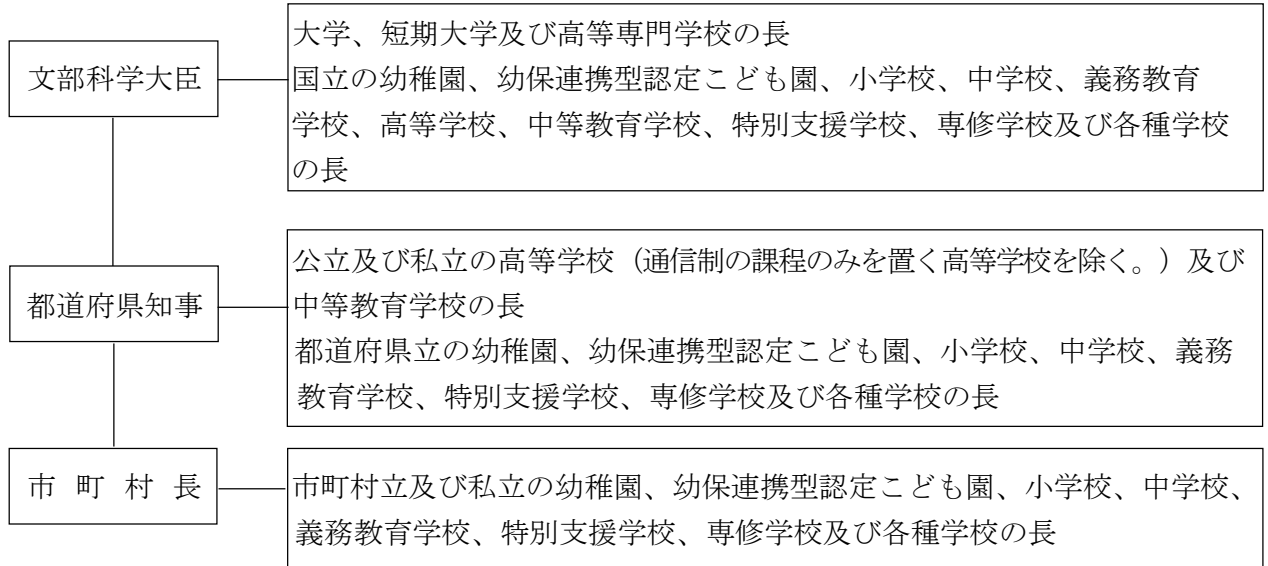 文部科学大臣
大学、短期大学及び高等専門学校の長
国立の幼稚園、幼保連携型認定こども園、小学校、中学校、義務教育
学校、高等学校、中等教育学校、特別支援学校、専修学校及び各種学校
の長
都道府県知事
公立及び私立の高等学校（通信制の課程のみを置く高等学校を除く。）及び
中等教育学校の長
都道府県立の幼稚園、幼保連携型認定こども園、小学校、中学校、義務
教育学校、特別支援学校、専修学校及び各種学校の長
市町村長
市町村立及び私立の幼稚園、幼保連携型認定こども園、小学校、中学校、
義務教育学校、特別支援学校、専修学校及び各種学校の長